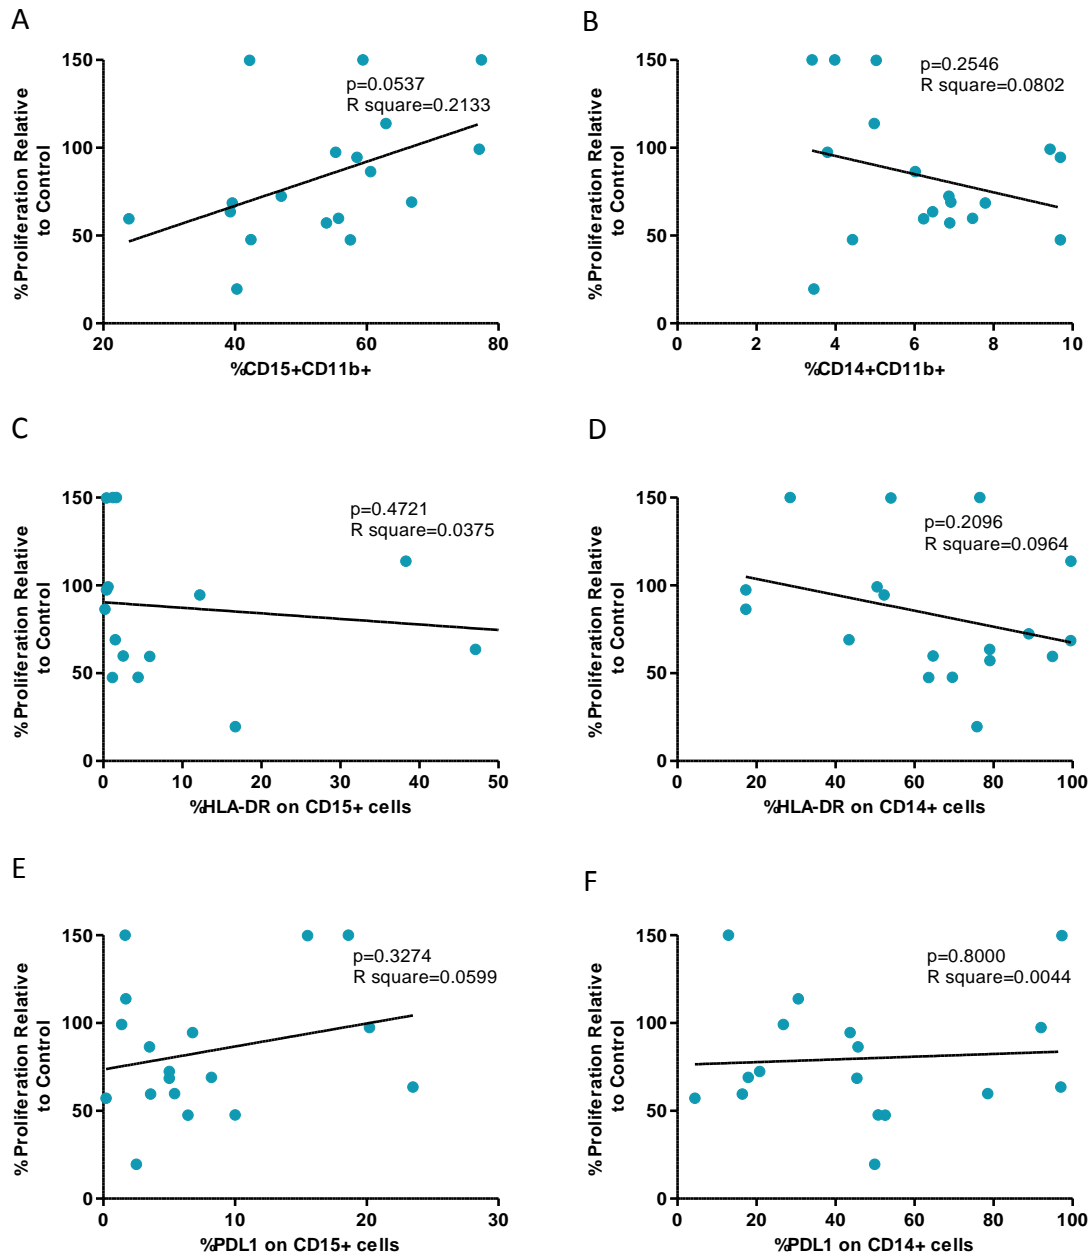 A
B
150
100
50
0
% Proliferation Relative
to Control
p=0.0537
R square=0.2133
20
40
60
80
%CD15+CD11b+
150
100
50
0
% Proliferation Relative
to Control
p=0.2546
R square=0.0802
0
2
4
6
8
10
%CD14+CD11b+
C
D
150
100
50
0
% Proliferation Relative
to Control
p=0.4721
R square=0.0375
0
10
20
30
40
50
%HLA-DR on CD15+ cells
150
100
50
0
% Proliferation Relative
to Control
p=0.2096
R square=0.0964
0
20
40
60
80
100
%HLA-DR on CD14+ cells
E
F
150
100
50
0
% Proliferation Relative
to Control
p=0.3274
R square=0.0599
0
10
20
30
%PDL1 on CD15+ cells
150
100
50
0
% Proliferation Relative
to Control
p=0.8000
R square=0.0044
0
20
40
60
80
100
%PDL1 on CD14+ cells